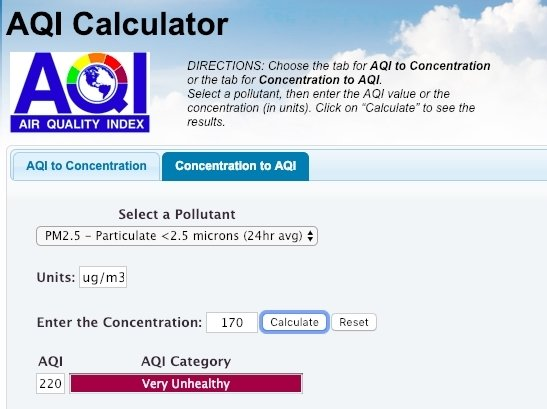 AQI Calculator
AQI
AIR QUALITY INDEX
DIRECTIONS: Choose the tab for AQI to Concentration
or the tab for Concentration to AQI.
Select a pollutant, then enter the AQI value or the
concentration (in units). Click on “Calculate” to see the
results.
AQI to Concentration Concentration to AQI
Select a Pollutant
PM2.5 - Particulate <2.5 microns (24hr avg)
Units: ug/m3
Enter the Concentration: 170 Calculate Reset
AQI AQI Category
220 Very Unhealthy